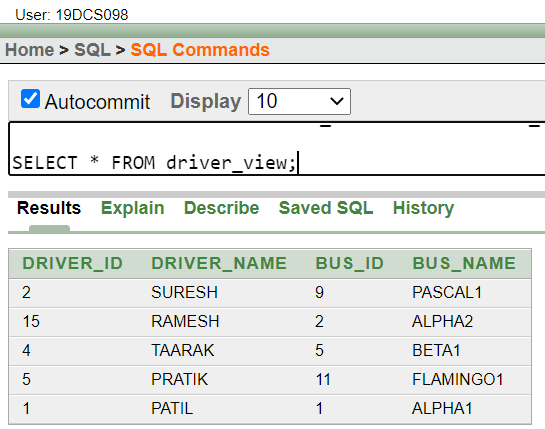 User: 19DCS098
Home > SQL > SQL Commands
Autocommit Display 10
SELECT * FROM driver_view;
Results Explain Describe Saved SQL History
DRIVER_ID DRIVER_NAME BUS_ID BUS_NAME
2 SURESH 9 PASCAL1
15 RAMESH 2 ALPHA2
4 TAARAK 5 BETA1
5 PRATIK 11 FLAMINGO1
1 PATIL 1 ALPHA1